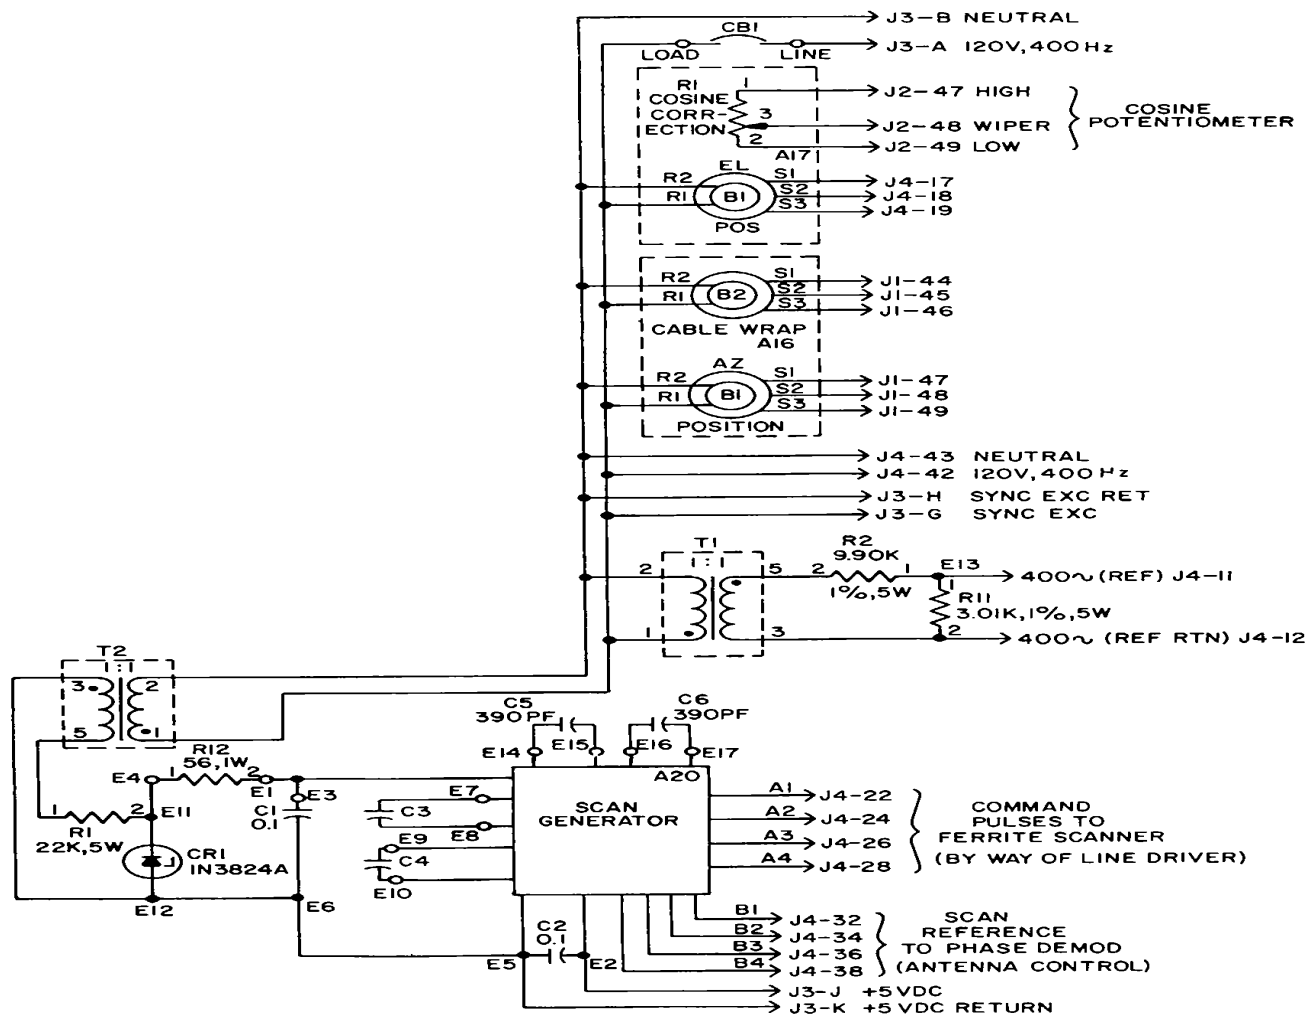 J3-B NEUTRAL
CB1
LOAD LINE
J3-A 120V, 400Hz
R1
COSINE
CORR-
ECTION
1
3
2
A17
J2-47 HIGH
J2-48 WIPER
J2-49 LOW
COSINE
POTENTIOMETER
EL
R2
R1
B1
S1
S2
S3
POS
J4-17
J4-18
J4-19
R2
R1
B2
S1
S2
S3
CABLE WRAP
A16
J1-44
J1-45
J1-46
AZ
R2
R1
B1
S1
S2
S3
POSITION
J1-47
J1-48
J1-49
J4-43 NEUTRAL
J4-42 120V, 400Hz
J3-H SYNC EXC RET
J3-G SYNC EXC
T1
1:1
2
1
5
3
R2
9.90K
2 1
1%, 5W
E13
1
R11
3.01K, 1%, 5W
2
400~ (REF) J4-11
400~ (REF RTN) J4-12
T2
1:1
3 2
5 1
R12
56, 1W
E4 1 2
E1
E3
C1
0.1
1 2
E11
R1
22K, 5W
CR1
1N3824A
E12
E6
C5
390PF
C6
390PF
E14 E15 E16 E17
A20
SCAN
GENERATOR
E7
C3
E8
E9
C4
E10
A1 J4-22
A2 J4-24
A3 J4-26
A4 J4-28
COMMAND
PULSES TO
FERRITE SCANNER
(BY WAY OF LINE DRIVER)
B1 J4-32
B2 J4-34
B3 J4-36
B4 J4-38
SCAN
REFERENCE
TO PHASE DEMOD
(ANTENNA CONTROL)
C2
0.1
E5 E2
J3-J +5VDC
J3-K +5VDC RETURN